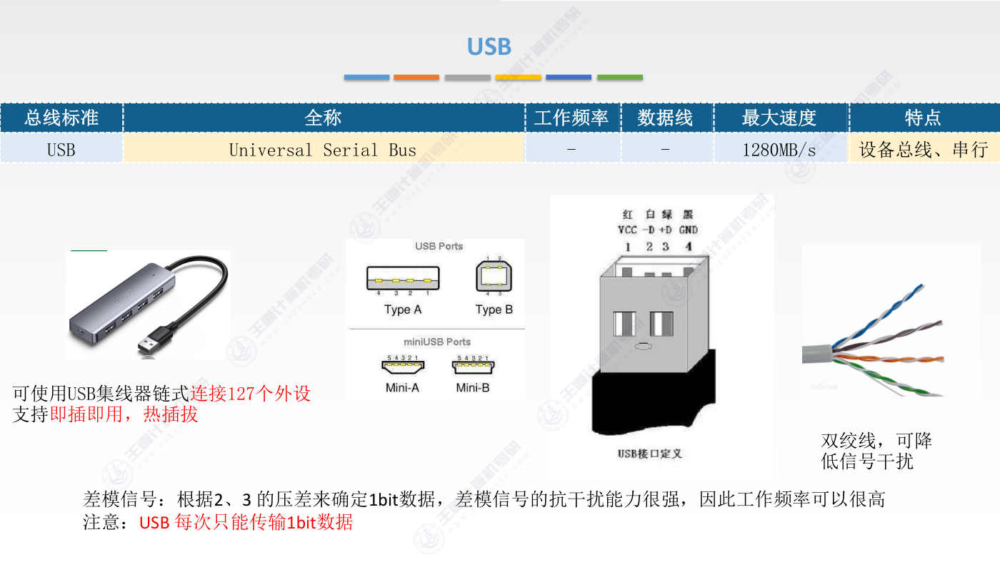 USB
总线标准 全称 工作频率 数据线 最大速度 特点
USB Universal Serial Bus - - 1280MB/s 设备总线、串行
USB Ports
1 2
4 3 2 1
4 3
Type A Type B
miniUSB Ports
5 4 3 2 1 5 4 3 2 1
Mini-A Mini-B
红 白 绿 黑
VCC -D +D GND
1 2 3 4
USB接口定义
可使用USB集线器链式连接127个外设
支持即插即用，热插拔
双绞线，可降
低信号干扰
差模信号：根据2、3 的压差来确定1bit数据，差模信号的抗干扰能力很强，因此工作频率可以很高
注意：USB 每次只能传输1bit数据
王道计算机考研